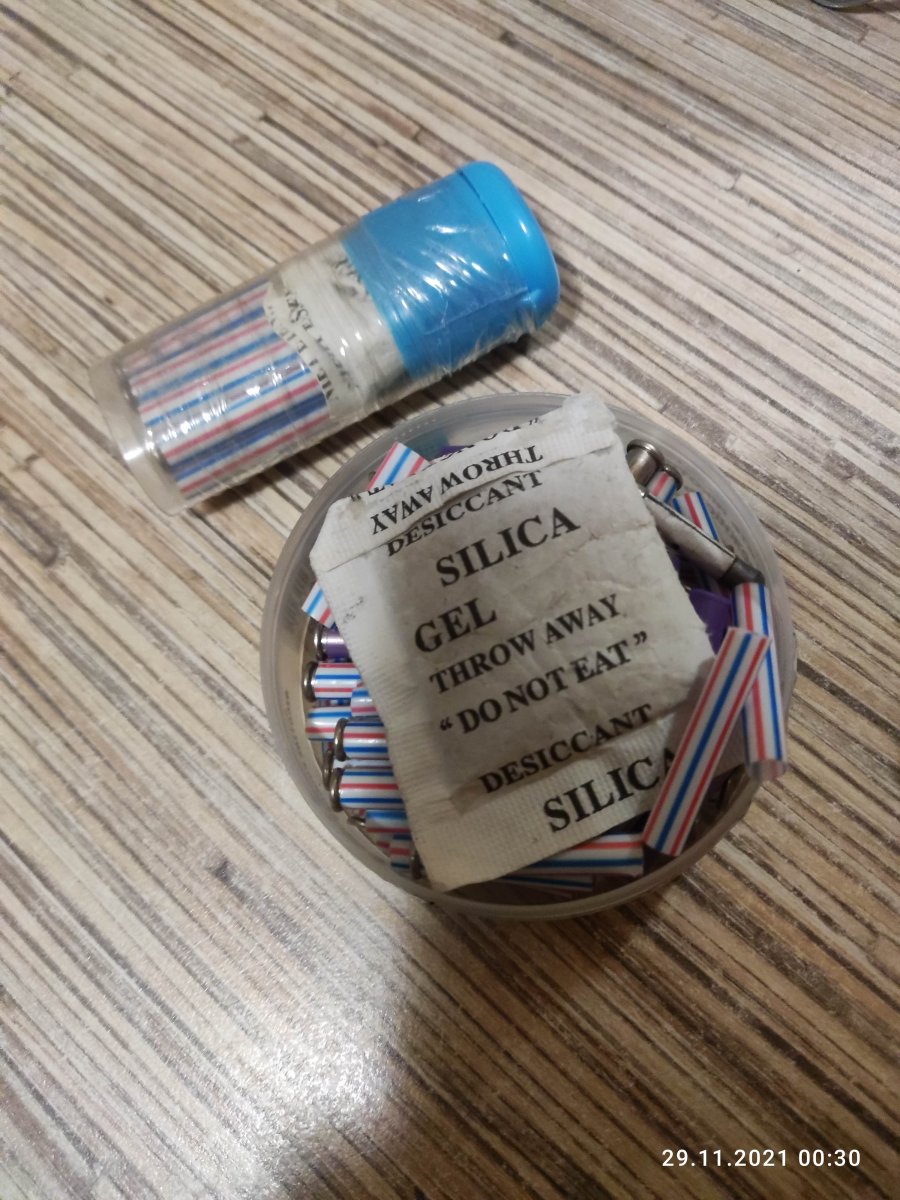 THROW AWAY
DESICCANT
SILICA
GEL
THROW AWAY
“ DO NOT EAT ”
DESICCANT
SILICA
29.11.2021 00:30